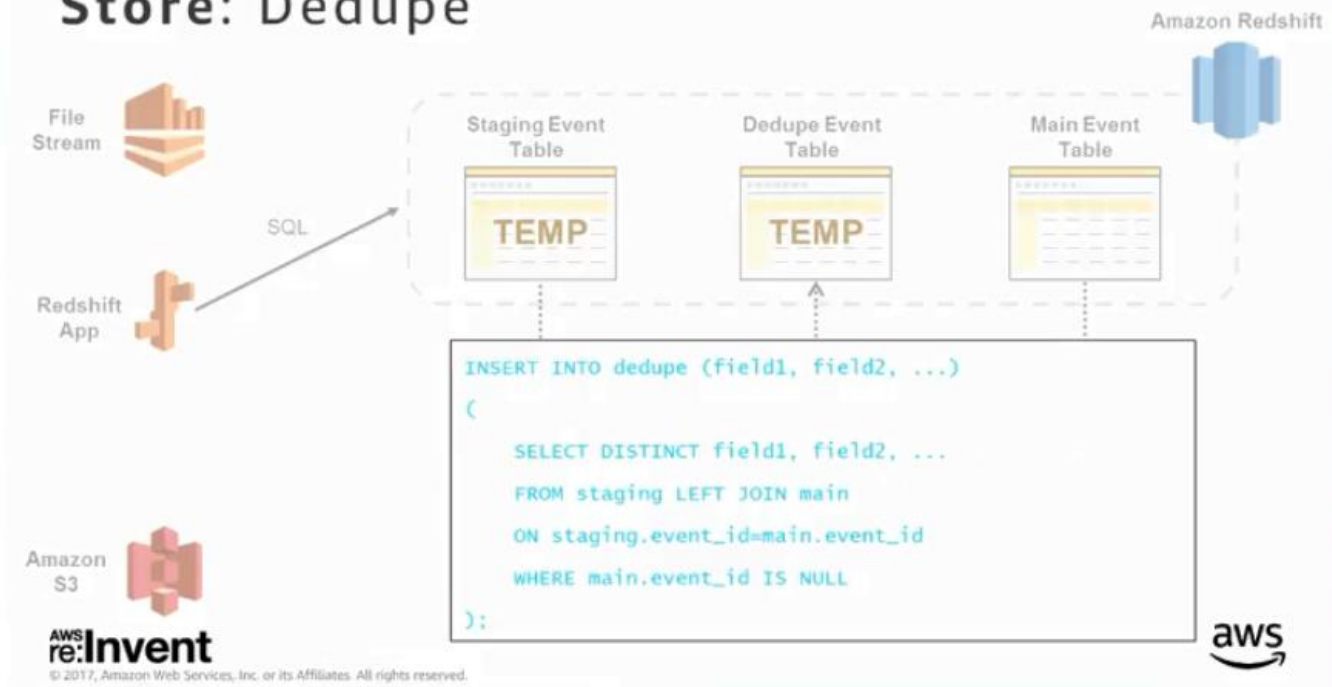 Store: Dedupe
Amazon Redshift
File
Stream
Staging Event
Table
Dedupe Event
Table
Main Event
Table
TEMP
TEMP
SQL
Redshift
App
INSERT INTO dedupe (field1, field2, ...)
(
SELECT DISTINCT field1, field2, ...
FROM staging LEFT JOIN main
ON staging.event_id=main.event_id
WHERE main.event_id IS NULL
);
Amazon
S3
AWS
re:Invent
aws
© 2017, Amazon Web Services, Inc. or its Affiliates. All rights reserved.